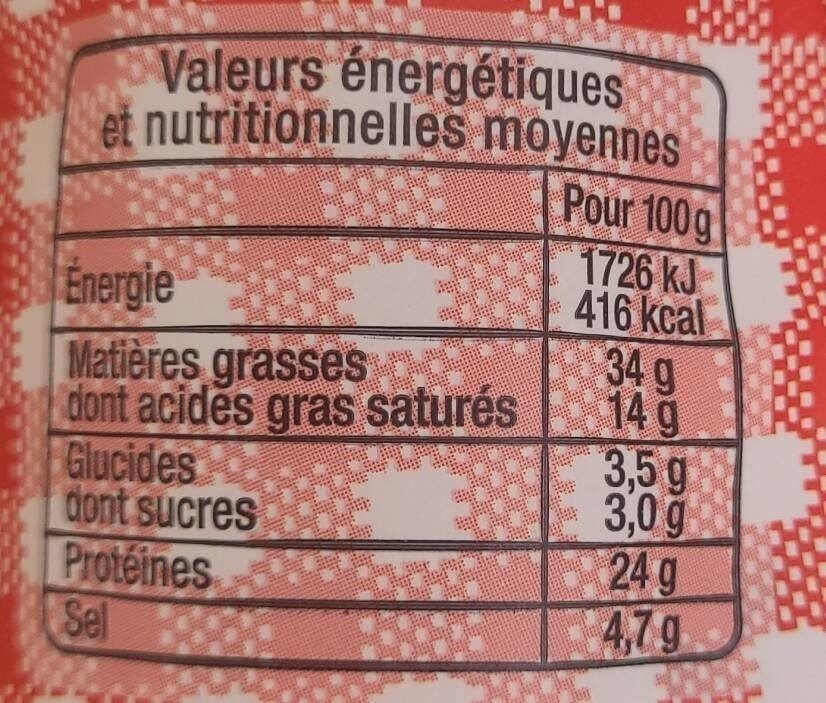 Valeurs énergétiques
et nutritionnelles moyennes
Pour 100g
Énergie 1726 kJ
416 kcal
Matières grasses 34 g
dont acides gras saturés 14 g
Glucides 3,5 g
dont sucres 3,0 g
Protéines 24 g
Sel 4,7 g